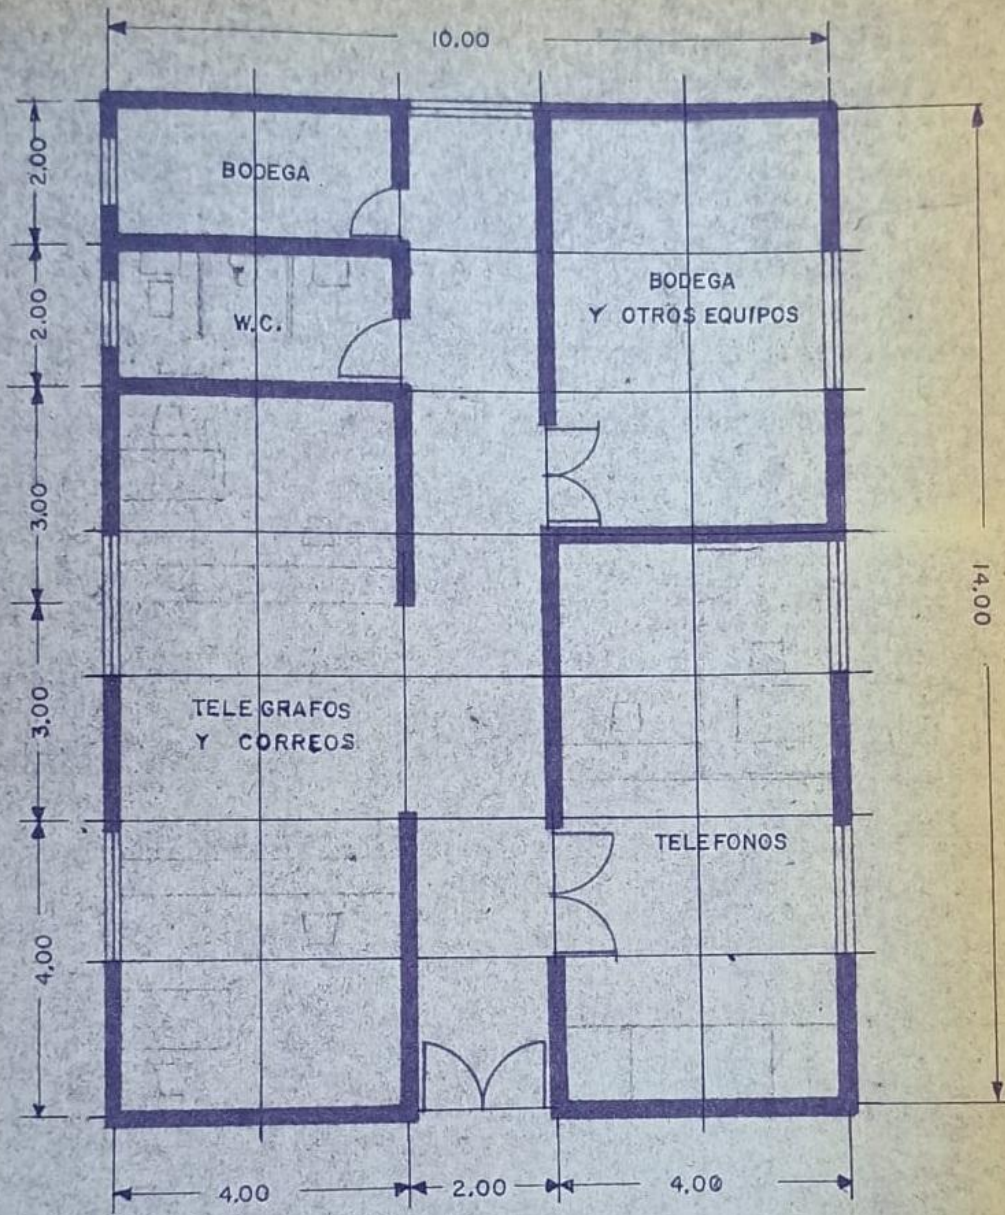 10.00
2.00
BODEGA
2.00
W.C.
BODEGA
Y OTROS EQUIPOS
3.00
14.00
3.00
TELEGRAFOS
Y CORREOS
TELEFONOS
4.00
4.00
2.00
4.00